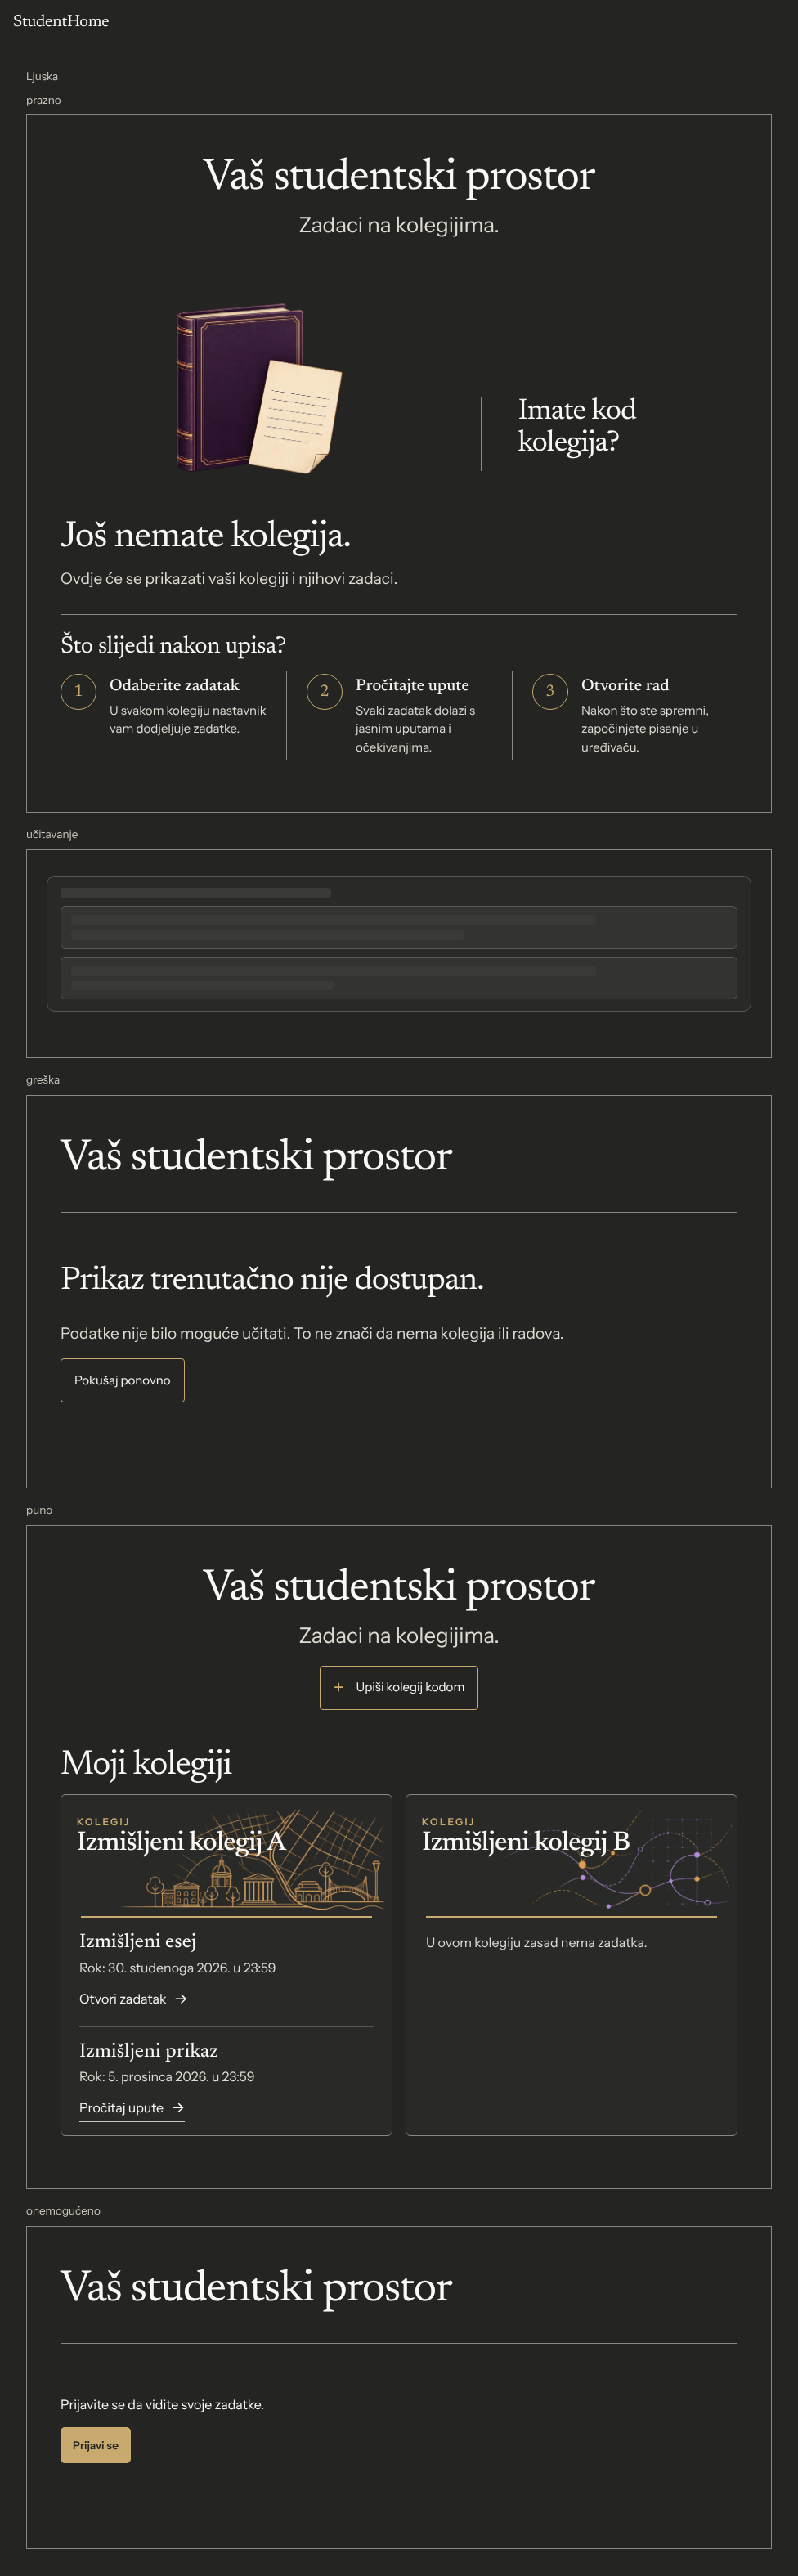 StudentHome
Ljuska
prazno
Vaš studentski prostor
Zadaci na kolegijima.
Imate kod
kolegija?
Još nemate kolegija.
Ovdje će se prikazati vaši kolegiji i njihovi zadaci.
Što slijedi nakon upisa?
1
Odaberite zadatak
U svakom kolegiju nastavnik
vam dodjeljuje zadatke.
2
Pročitajte upute
Svaki zadatak dolazi s
jasnim uputama i
očekivanjima.
3
Otvorite rad
Nakon što ste spremni,
započinjete pisanje u
uređivaču.
učitavanje
greška
Vaš studentski prostor
Prikaz trenutačno nije dostupan.
Podatke nije bilo moguće učitati. To ne znači da nema kolegija ili radova.
Pokušaj ponovno
puno
Vaš studentski prostor
Zadaci na kolegijima.
+ Upiši kolegij kodom
Moji kolegiji
KOLEGIJ
Izmišljeni kolegij A
Izmišljeni esej
Rok: 30. studenoga 2026. u 23:59
Otvori zadatak →
Izmišljeni prikaz
Rok: 5. prosinca 2026. u 23:59
Pročitaj upute →
KOLEGIJ
Izmišljeni kolegij B
U ovom kolegiju zasad nema zadatka.
onemogućeno
Vaš studentski prostor
Prijavite se da vidite svoje zadatke.
Prijavi se